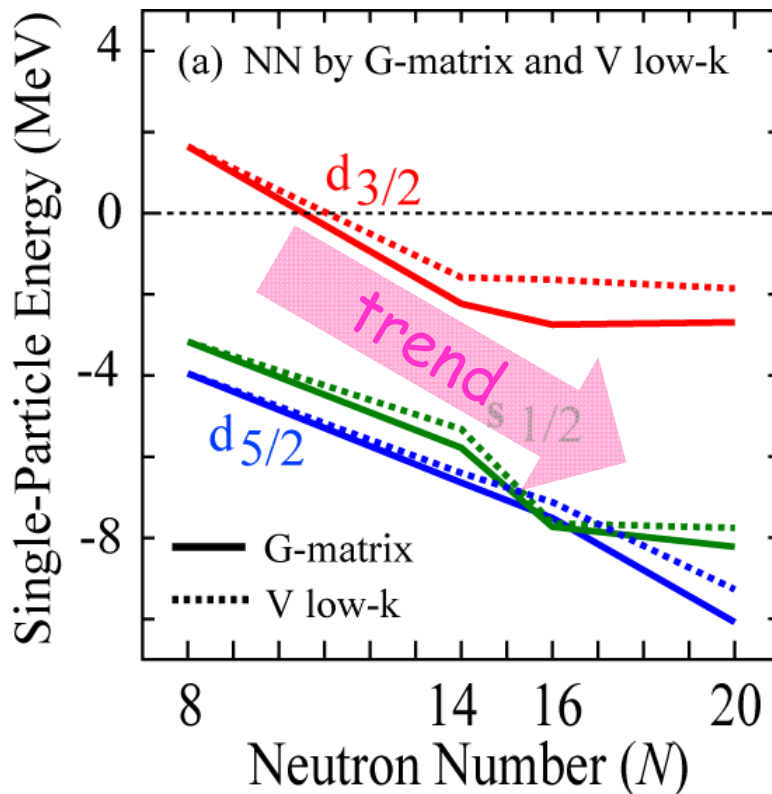 (a) NN by G-matrix and V low-k
Single-Particle Energy (MeV)
4
0
-4
-8
d3/2
trend
s 1/2
d5/2
G-matrix
V low-k
8 14 16 20
Neutron Number (N)